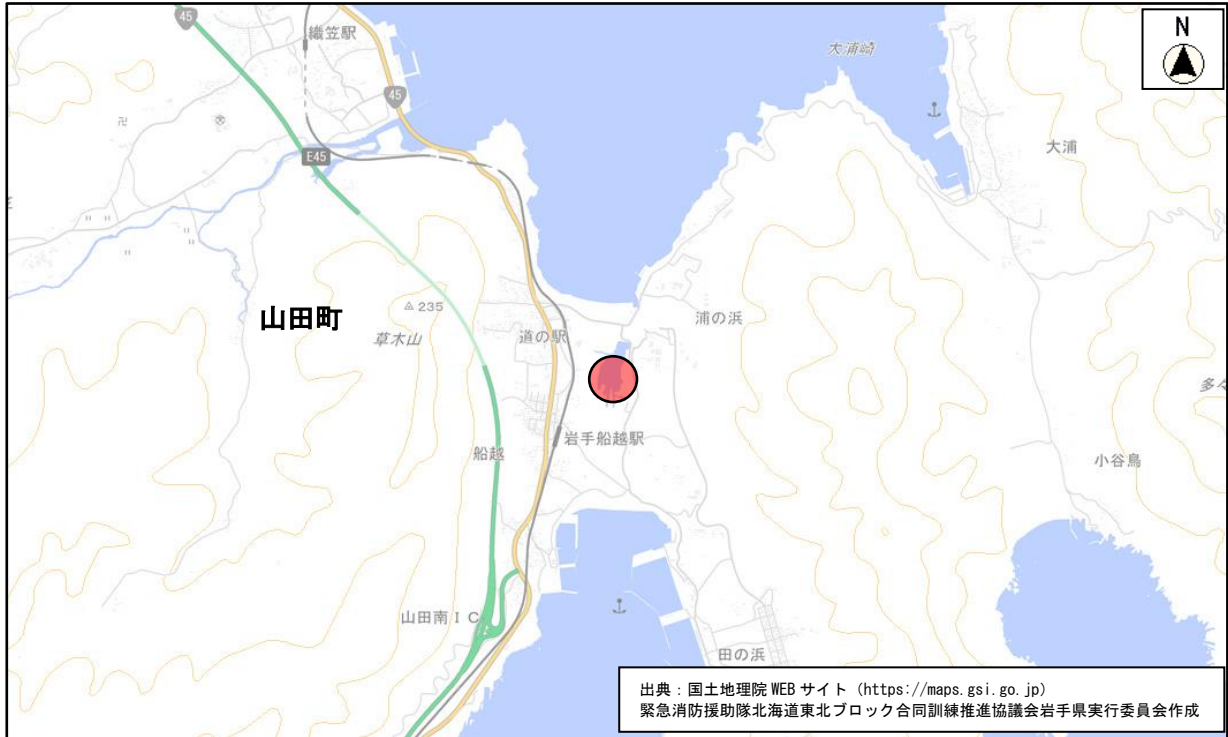 45
織笠駅
大浦崎
N
45
E45
大浦
山田町
235
草木山
道の駅
浦の浜
岩手船越駅
船越
小谷鳥
多々
山田南IC
田の浜
出典：国土地理院WEBサイト（https://maps.gsi.go.jp）
緊急消防援助隊北海道東北ブロック合同訓練推進協議会岩手県実行委員会作成